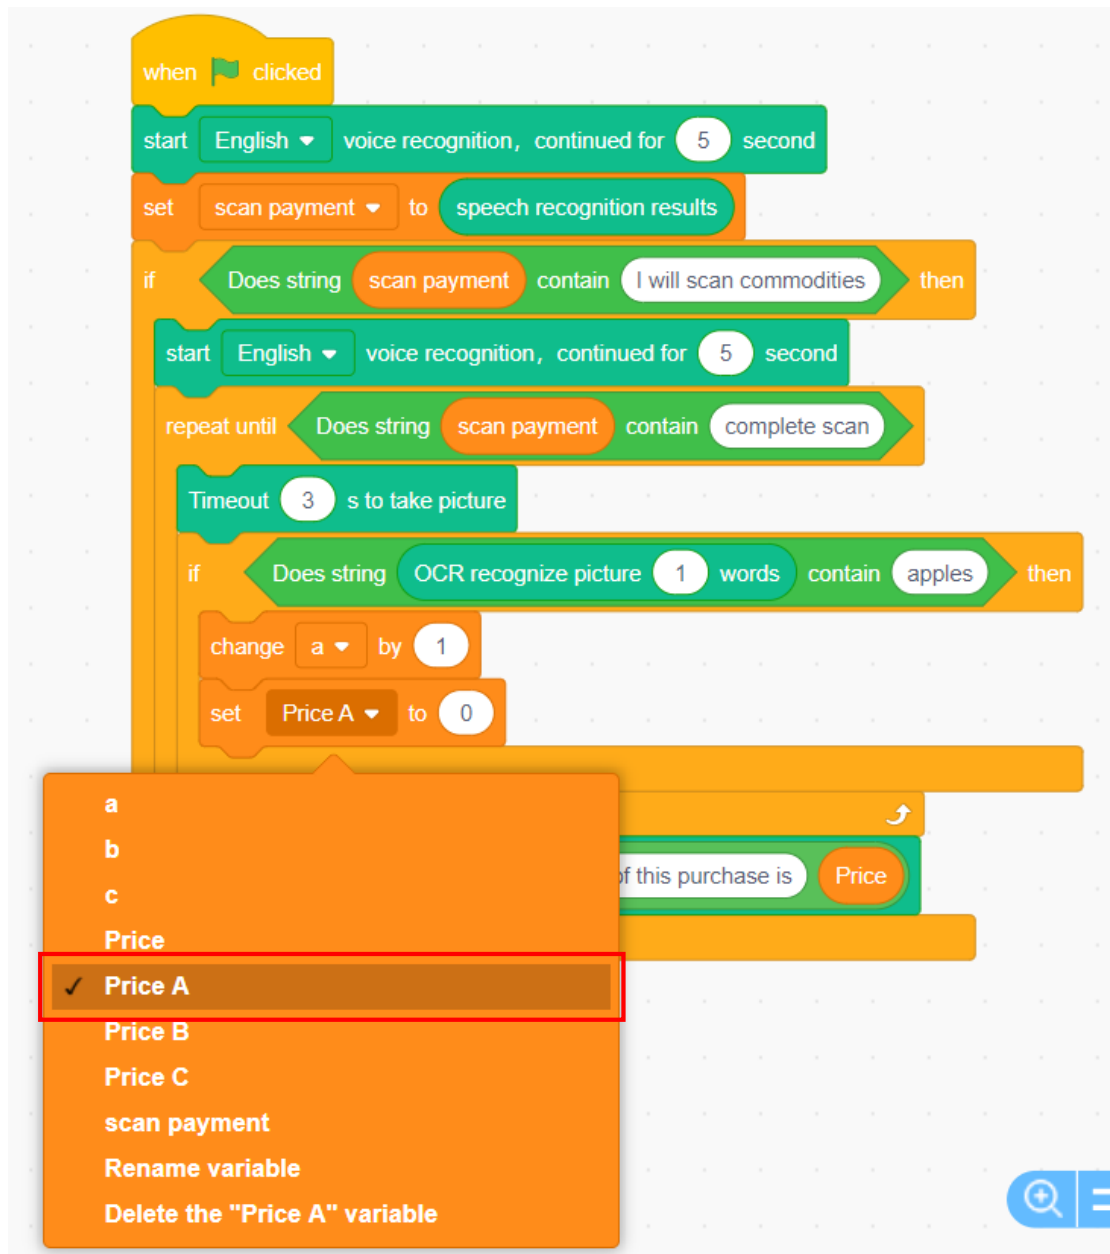 when clicked
start English voice recognition, continued for 5 second
set scan payment to speech recognition results
if Does string scan payment contain I will scan commodities then
start English voice recognition, continued for 5 second
repeat until Does string scan payment contain complete scan
Timeout 3 s to take picture
if Does string OCR recognize picture 1 words contain apples then
change a by 1
set Price A to 0
a
b
of this purchase is Price
c
Price
✓ Price A
Price B
Price C
scan payment
Rename variable
Delete the "Price A" variable